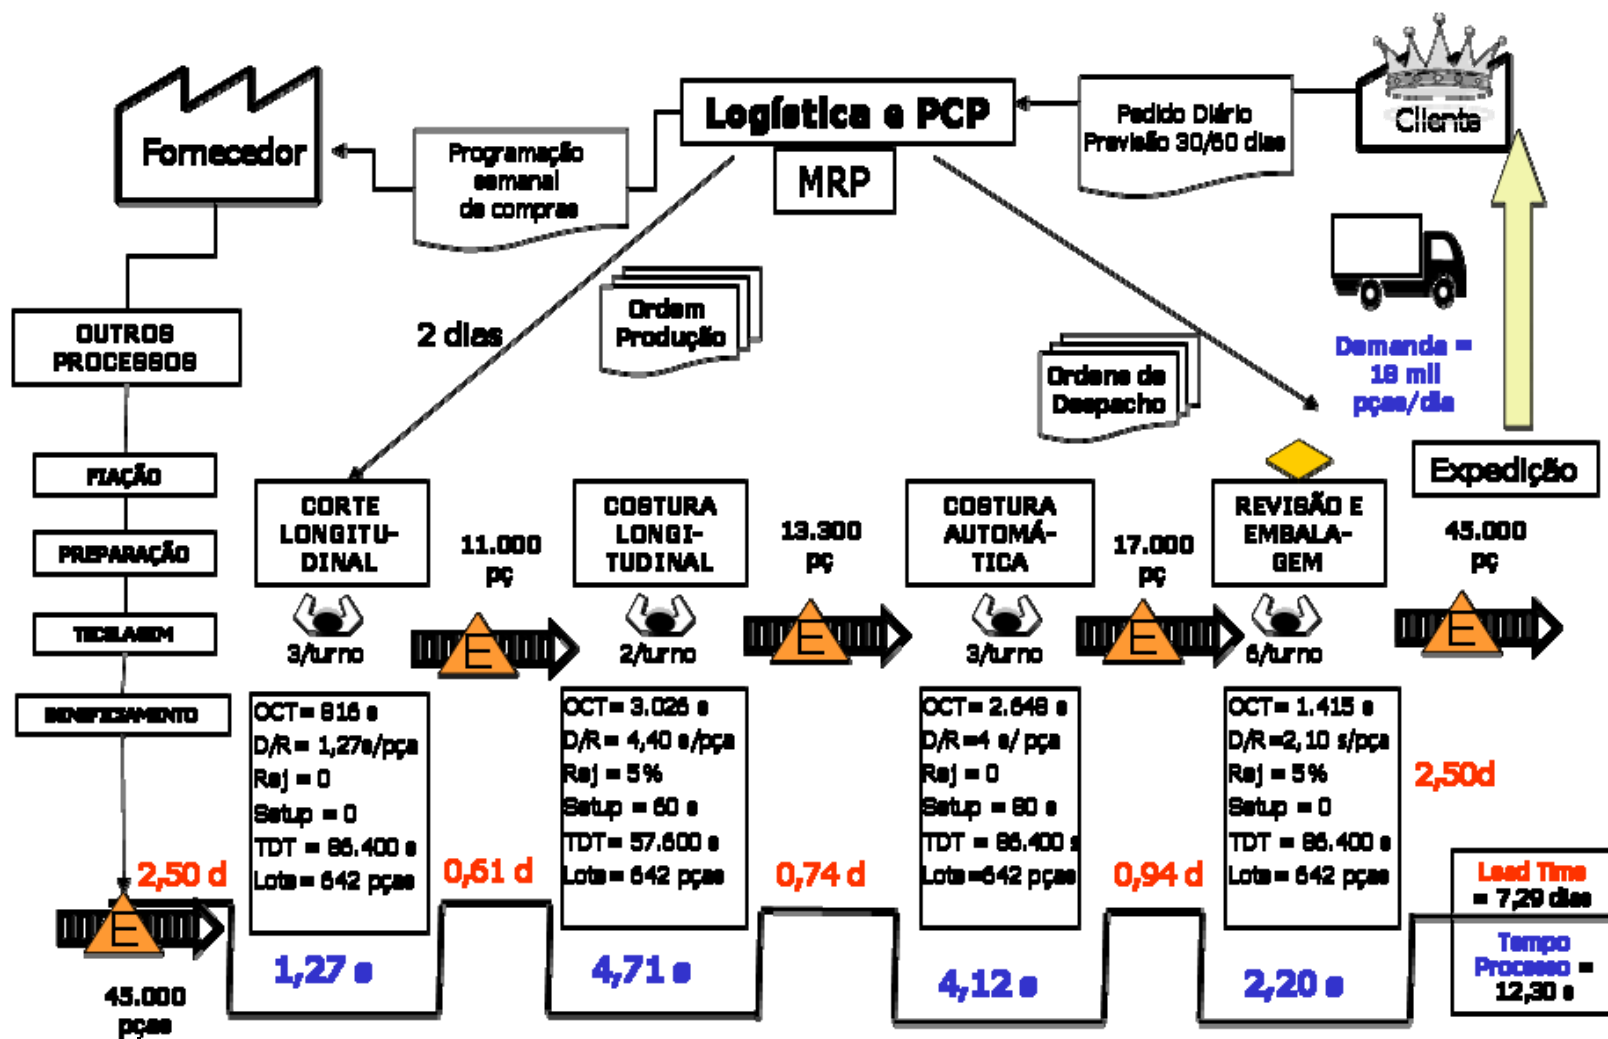 Fornecedor
Programação
semanal
de compras
Logística e PCP
MRP
Pedido Diário
Previsão 30/60 dias
Cliente
OUTROS
PROCESSOS
2 dias
Ordem
Produção
Ordens de
Despacho
Demanda =
18 mil
pças/dia
FIAÇÃO
PREPARAÇÃO
TECELAGEM
BENEFICIAMENTO
CORTE
LONGITU-
DINAL
3/turno
11.000
pç
E
COSTURA
LONGI-
TUDINAL
2/turno
13.300
pç
E
COSTURA
AUTOMÁ-
TICA
3/turno
17.000
pç
E
REVISÃO E
EMBALA-
GEM
6/turno
Expedição
45.000
pç
E
OCT= 816 s
D/R= 1,27s/pça
Rej = 0
Setup = 0
TDT = 86.400 s
Lote= 642 pças
OCT= 3.026 s
D/R= 4,40 s/pça
Rej = 5%
Setup = 60 s
TDT= 57.600 s
Lote= 642 pças
OCT= 2.648 s
D/R=4 s/ pça
Rej = 0
Setup = 80 s
TDT= 86.400 s
Lote=642 pças
OCT= 1.415 s
D/R=2,10 s/pça
Rej = 5%
Setup = 0
TDT= 86.400 s
Lote= 642 pças
2,50 d
0,61 d
0,74 d
0,94 d
2,50d
E
45.000
pças
1,27 s
4,71 s
4,12 s
2,20 s
Lead Time
= 7,29 dias
Tempo
Processo =
12,30 s